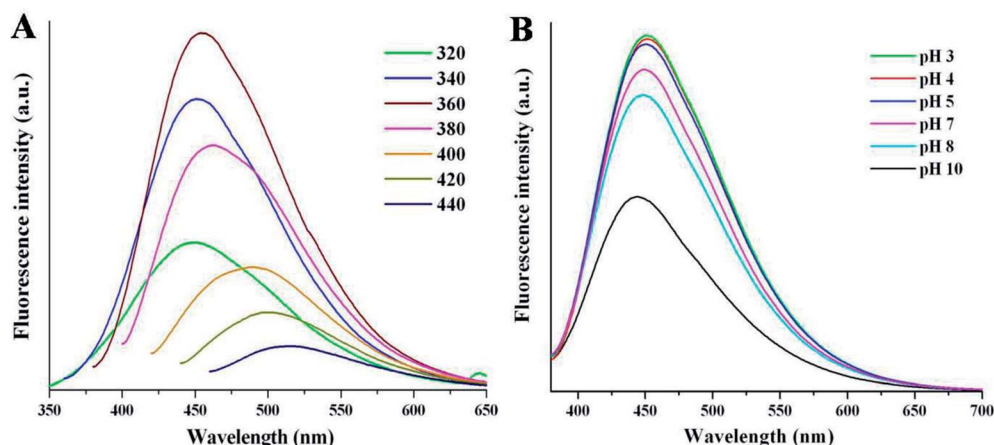 A
Fluorescence intensity (a.u.)
320
340
360
380
400
420
440
350 400 450 500 550 600 650
Wavelength (nm)
B
Fluorescence intensity (a.u.)
pH 3
pH 4
pH 5
pH 7
pH 8
pH 10
400 450 500 550 600 650 700
Wavelength (nm)